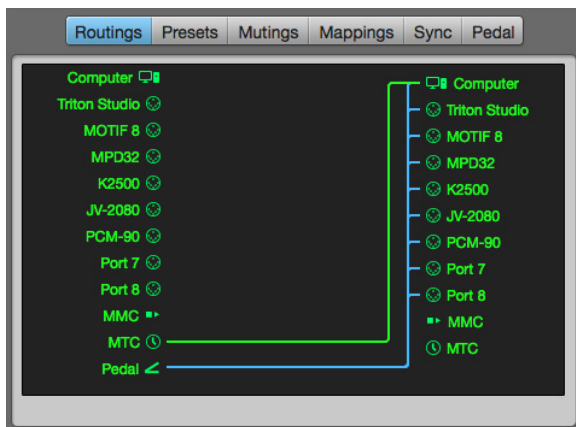 Routings Presets Mutings Mappings Sync Pedal
Computer
Triton Studio
MOTIF 8
MPD32
K2500
JV-2080
PCM-90
Port 7
Port 8
MMC
MTC
Pedal
Computer
Triton Studio
MOTIF 8
MPD32
K2500
JV-2080
PCM-90
Port 7
Port 8
MMC
MTC